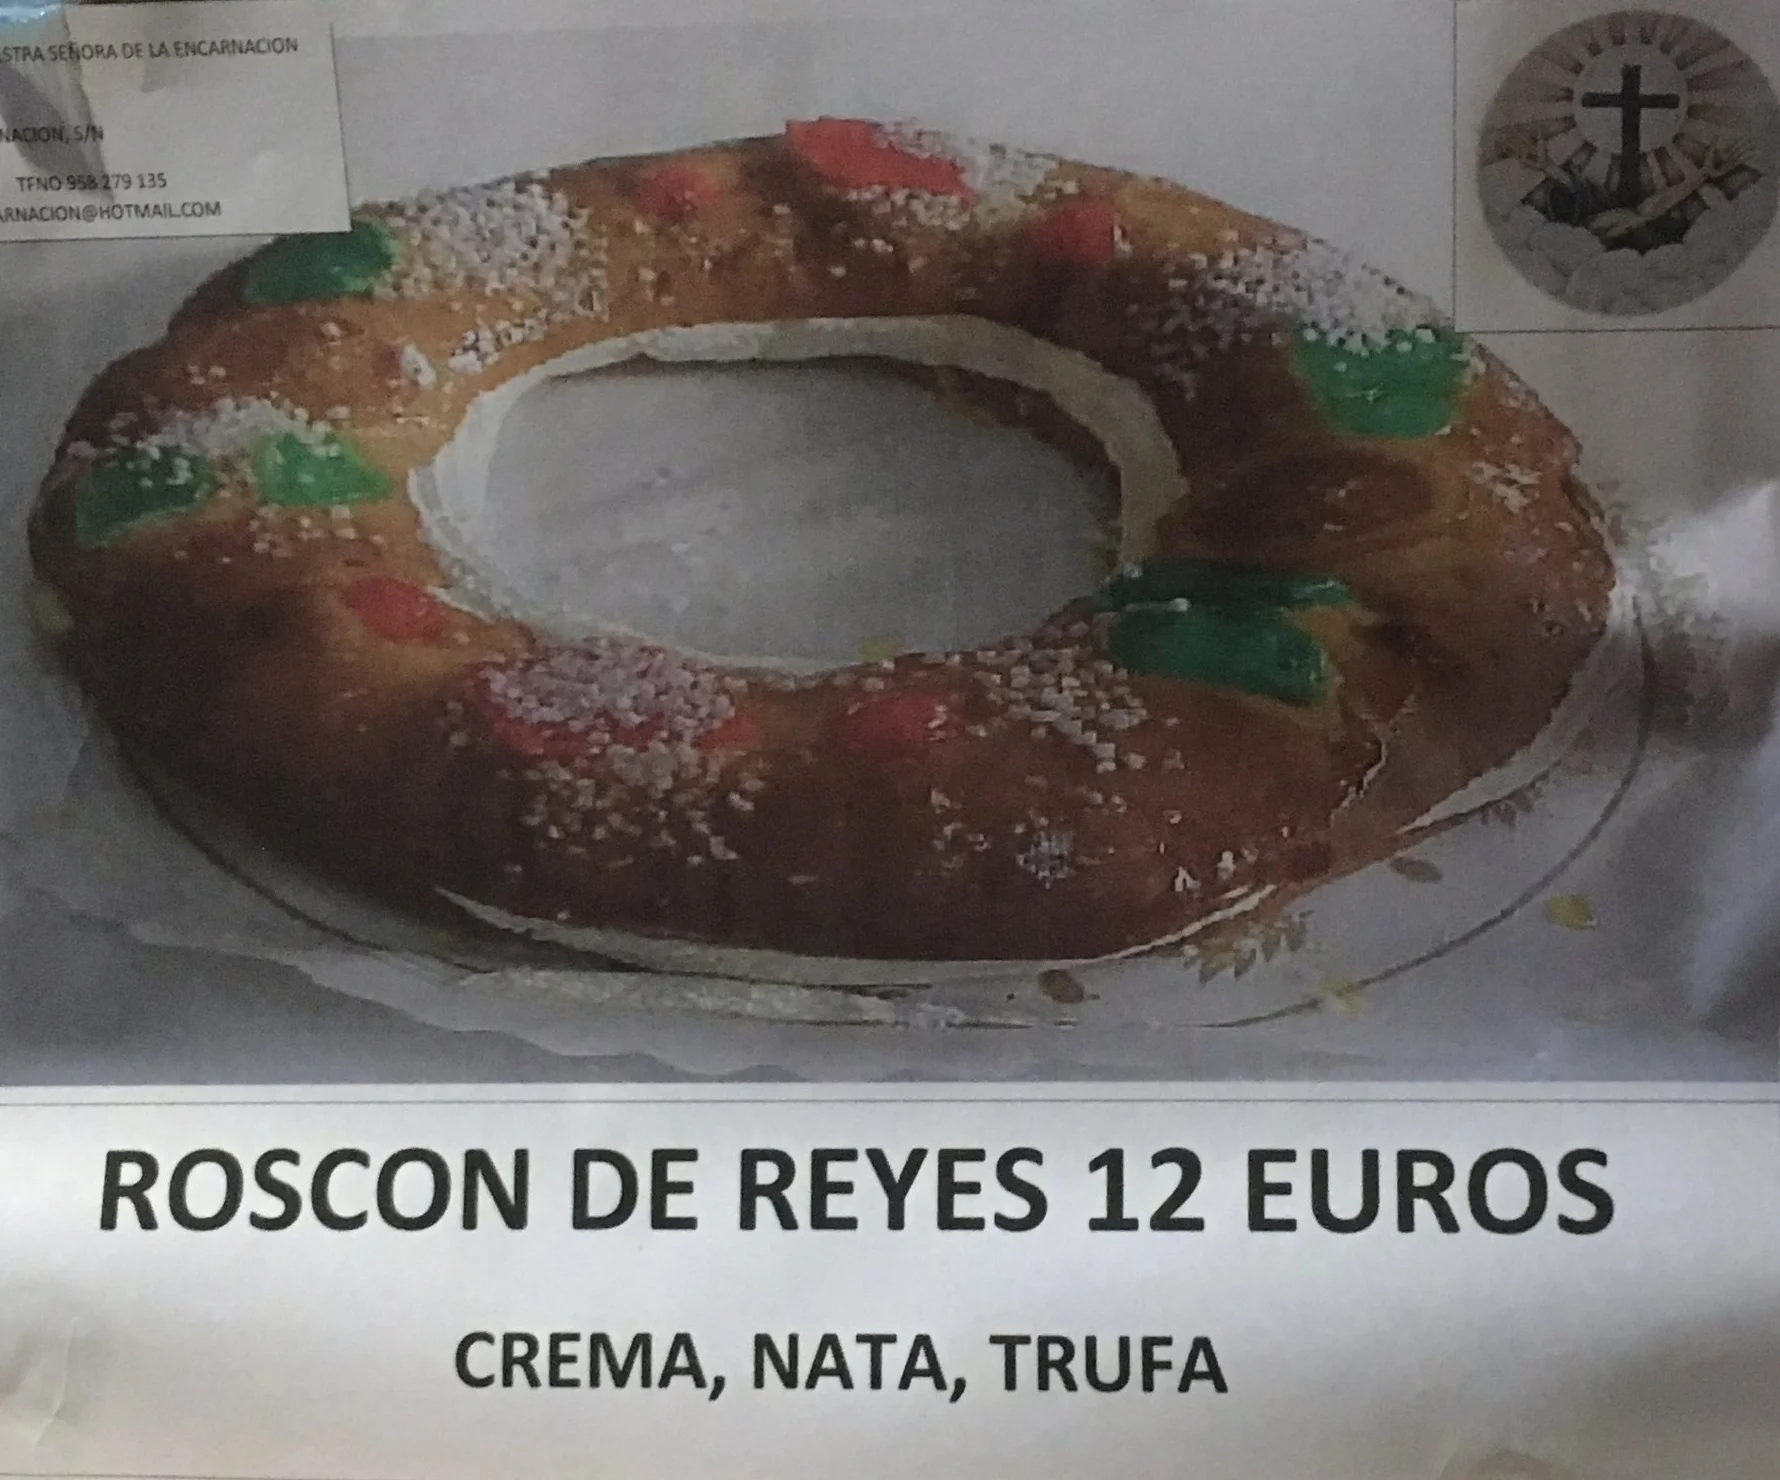 STRA SEÑORA DE LA ENCARNACION
NACION, S/N
TFNO 958 279 135
ARNACION@HOTMAIL.COM
ROSCON DE REYES 12 EUROS
CREMA, NATA, TRUFA